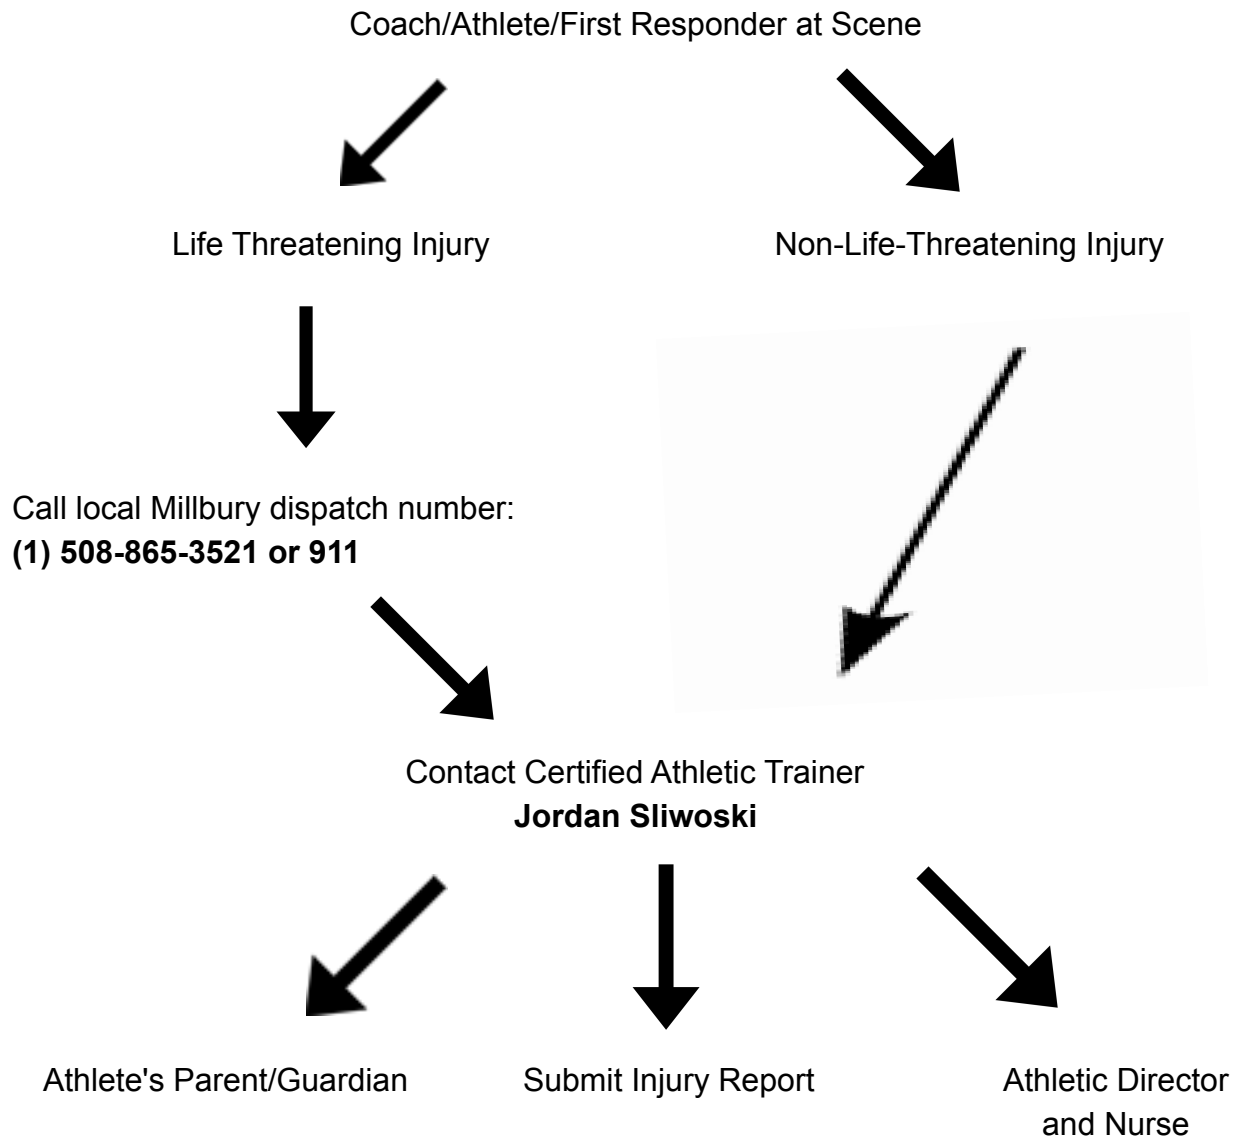 Coach/Athlete/First Responder at Scene
Life Threatening Injury
Non-Life-Threatening Injury
Call local Millbury dispatch number:
(1) 508-865-3521 or 911
Contact Certified Athletic Trainer
Jordan Sliwoski
Athlete's Parent/Guardian
Submit Injury Report
Athletic Director
and Nurse